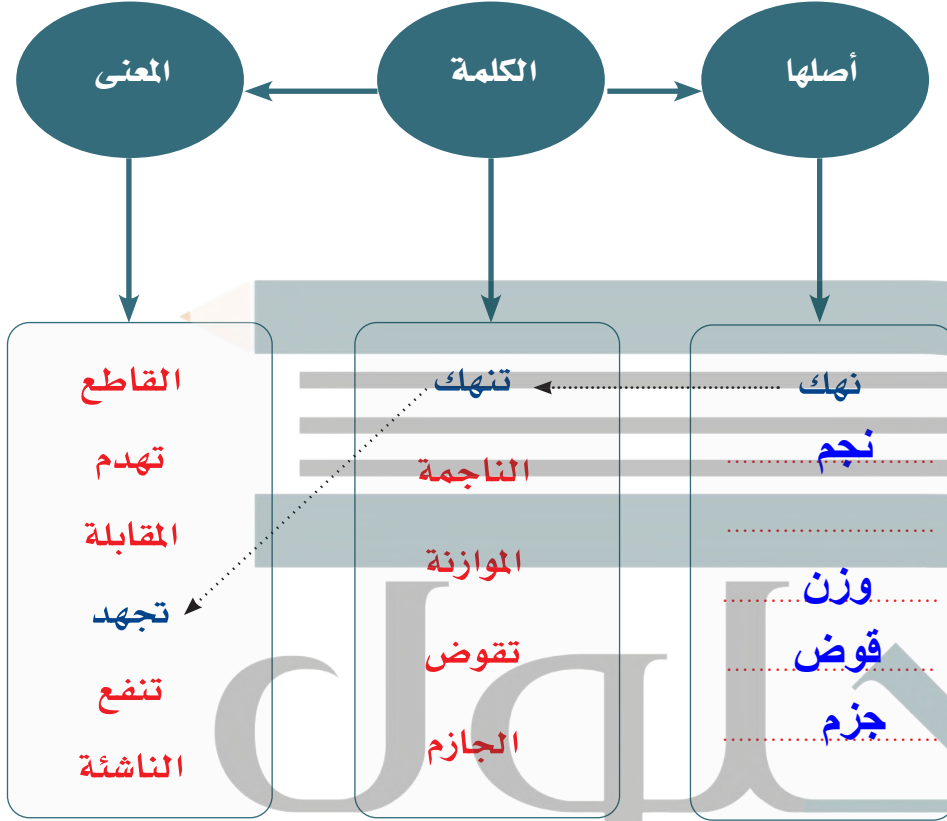 أصلها
الكلمة
المعنى
نهك
نجم
وزن
قوض
جزم
تنهك
الناجمة
الموازنة
تقوض
الجازم
القاطع
تهدم
المقابلة
تجهد
تنفع
الناشئة
حلول